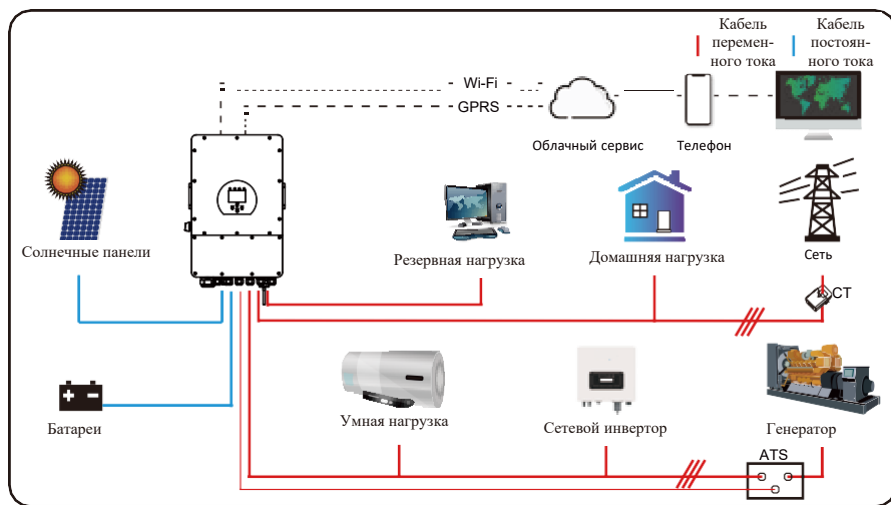 Кабель
перемен-
ного тока
Кабель
постоян-
ного тока
Wi-Fi
GPRS
Облачный сервис
Телефон
Солнечные панели
Резервная нагрузка
Домашняя нагрузка
Сеть
CT
Батареи
Умная нагрузка
Сетевой инвертор
Генератор
ATS